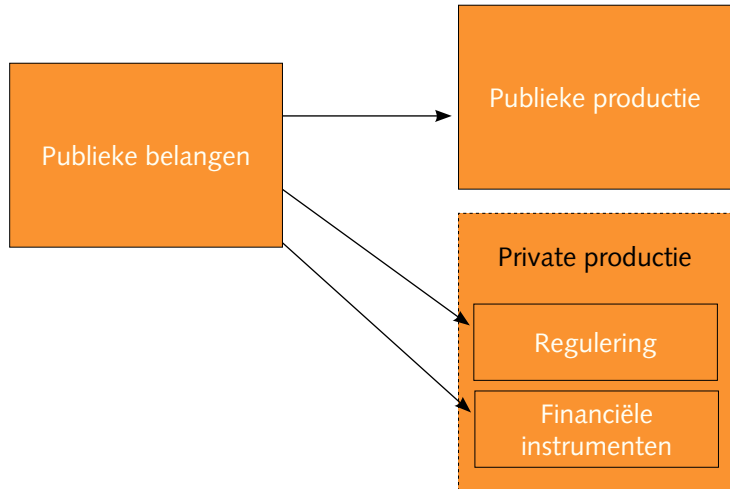 Publieke belangen
Publieke productie
Private productie
Regulering
Financiële
instrumenten